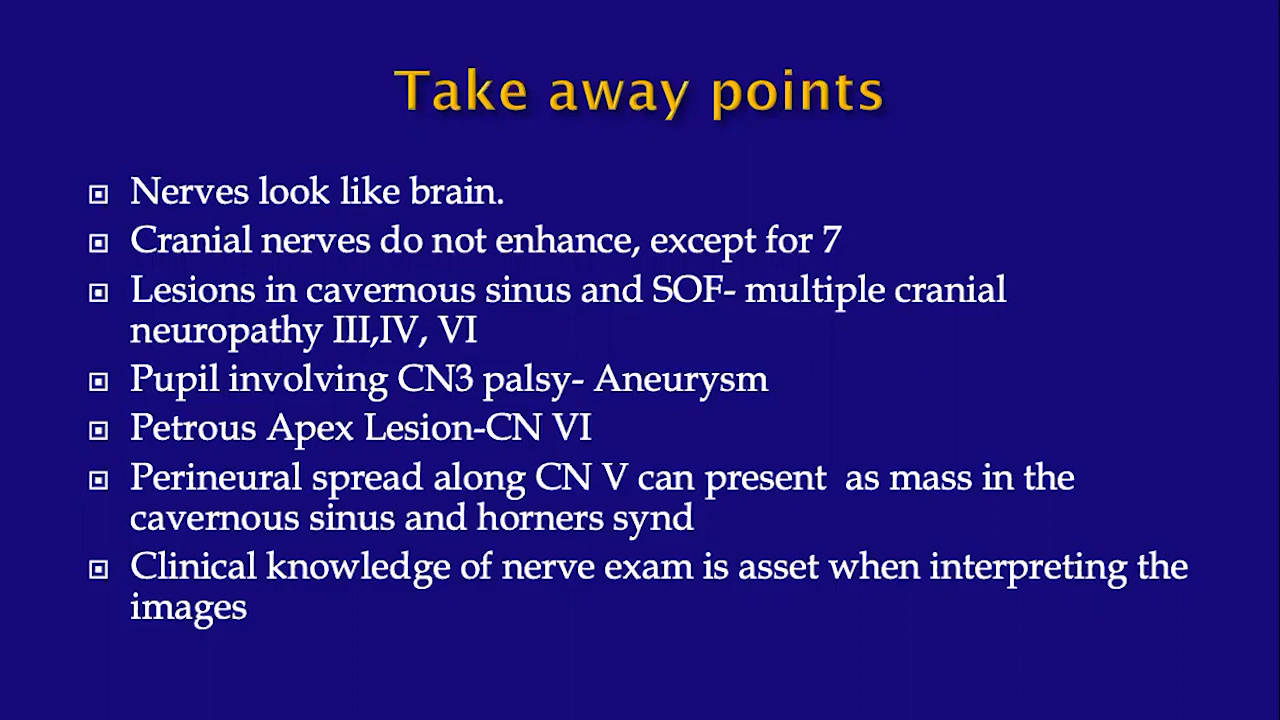 Take away points
Nerves look like brain.
Cranial nerves do not enhance, except for 7
Lesions in cavernous sinus and SOF- multiple cranial
neuropathy III,IV, VI
Pupil involving CN3 palsy- Aneurysm
Petrous Apex Lesion-CN VI
Perineural spread along CN V can present  as mass in the
cavernous sinus and horners synd
Clinical knowledge of nerve exam is asset when interpreting the
images